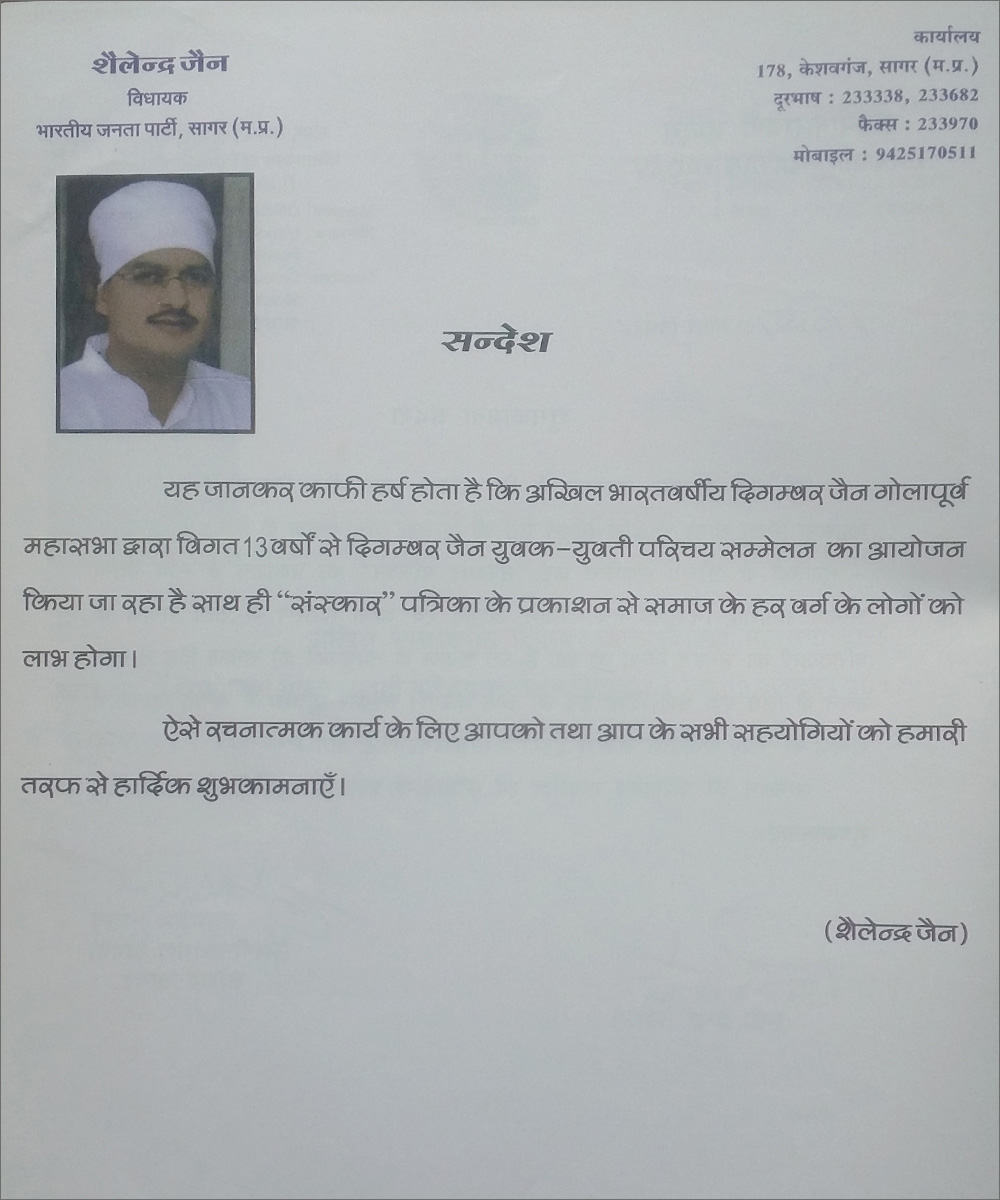 शैलेन्द्र जैन
विधायक
भारतीय जनता पार्टी, सागर (म.प्र.)
कार्यालय
178, केशवगंज, सागर (म.प्र.)
दूरभाष : 233338, 233682
फैक्स : 233970
मोबाइल : 9425170511
सन्देश
यह जानकर काफी हर्ष होता है कि अखिल भारतवर्षीय दिगम्बर जैन गोलापूर्व
महासभा द्वारा विगत 13 वर्षों से दिगम्बर जैन युवक-युवती परिचय सम्मेलन का आयोजन
किया जा रहा है साथ ही “संस्कार” पत्रिका के प्रकाशन से समाज के हर वर्ग के लोगों को
लाभ होगा।
ऐसे रचनात्मक कार्य के लिए आपको तथा आप के सभी सहयोगियों को हमारी
तरफ से हार्दिक शुभकामनाएँ।
(शैलेन्द्र जैन)